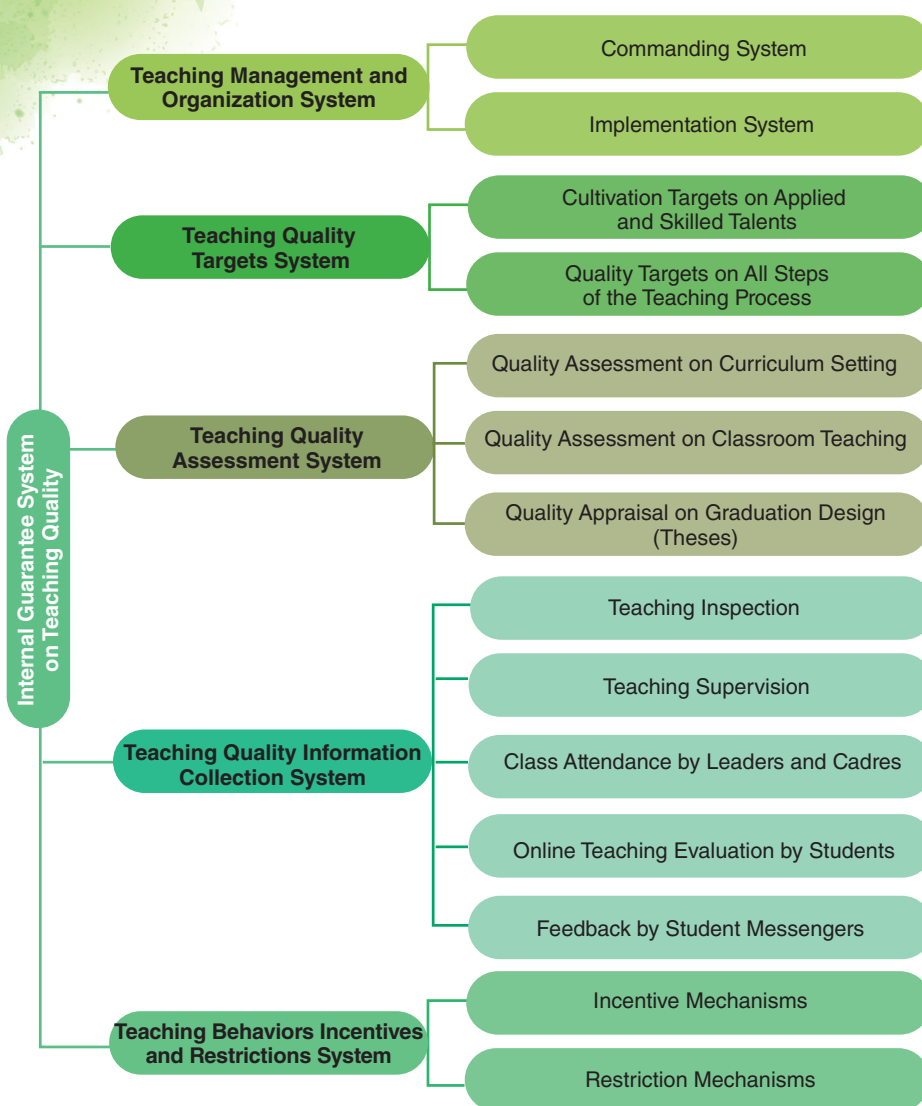 Internal Guarantee System
on Teaching Quality
Teaching Management and
Organization System
Commanding System
Implementation System
Teaching Quality
Targets System
Cultivation Targets on Applied
and Skilled Talents
Quality Targets on All Steps
of the Teaching Process
Teaching Quality
Assessment System
Quality Assessment on Curriculum Setting
Quality Assessment on Classroom Teaching
Quality Appraisal on Graduation Design
(Theses)
Teaching Quality Information
Collection System
Teaching Inspection
Teaching Supervision
Class Attendance by Leaders and Cadres
Online Teaching Evaluation by Students
Feedback by Student Messengers
Teaching Behaviors Incentives
and Restrictions System
Incentive Mechanisms
Restriction Mechanisms